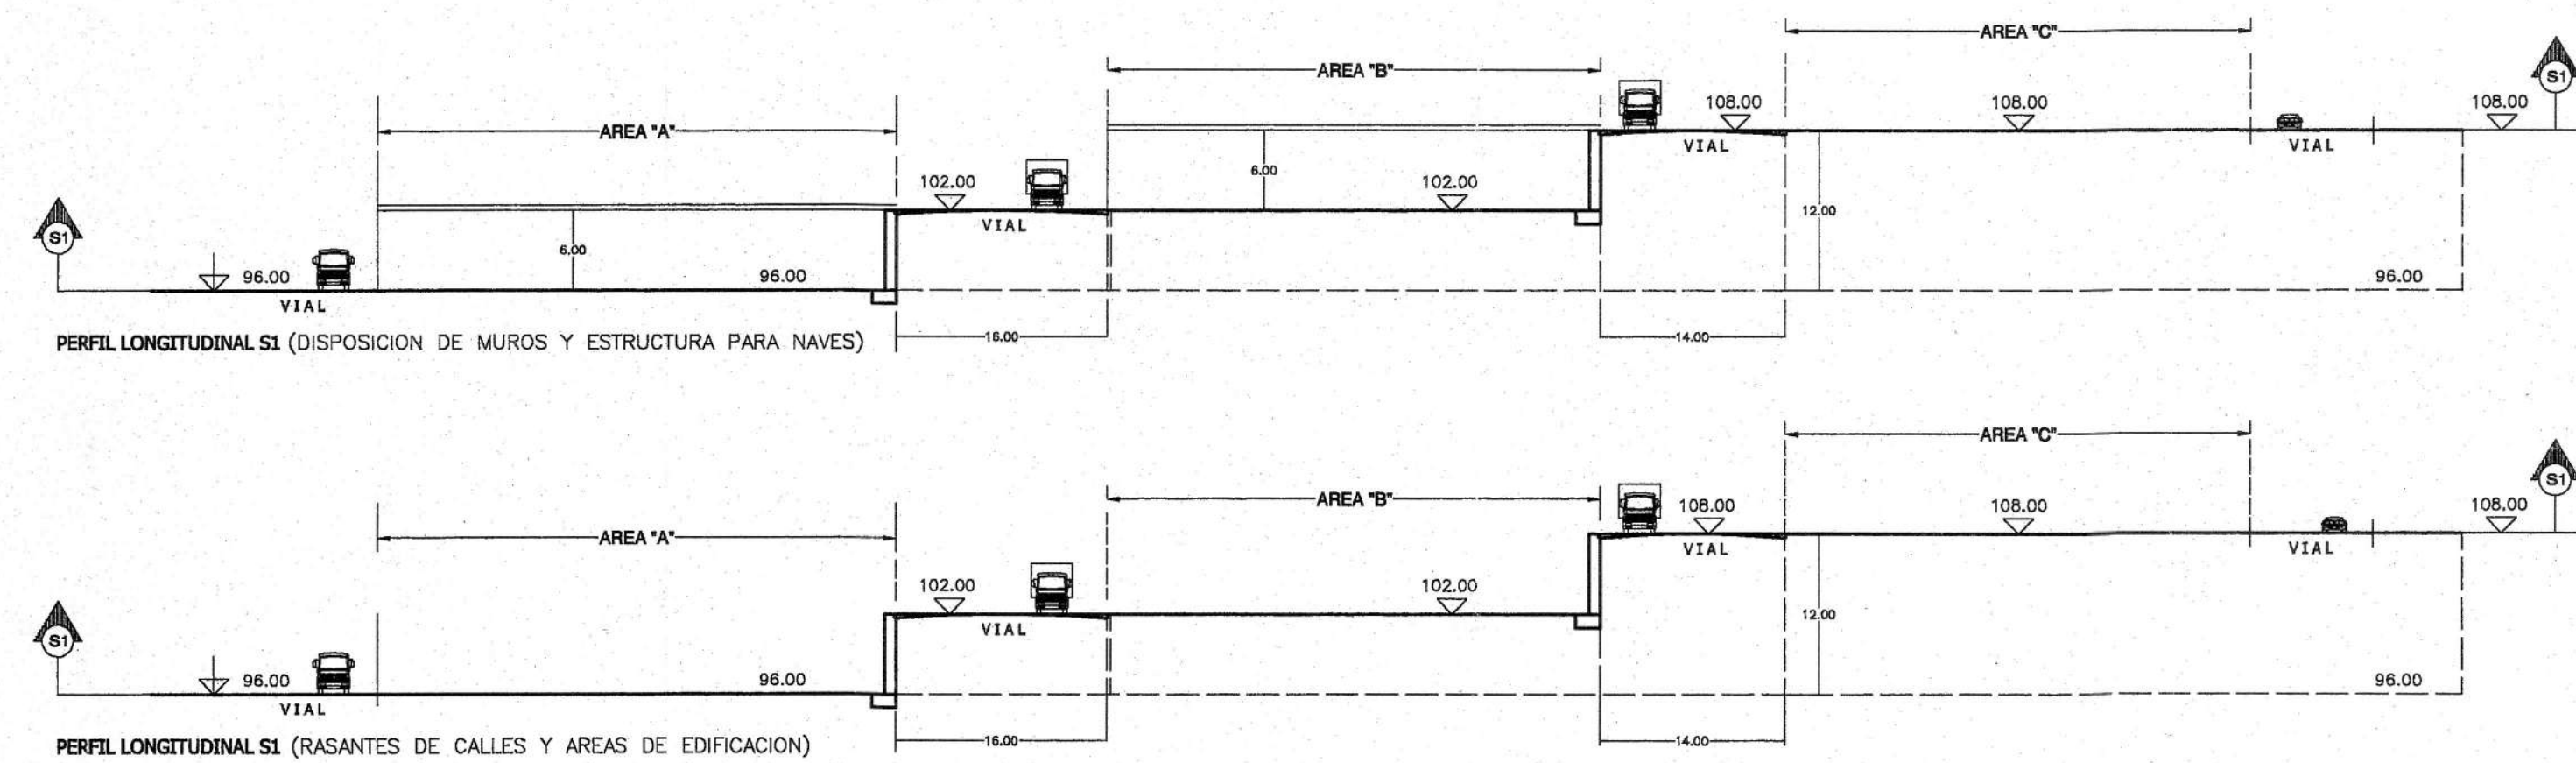 AREA "C"
S1
AREA "B"
108.00
108.00
108.00
AREA "A"
VIAL
VIAL
6.00
102.00
102.00
12.00
VIAL
S1
6.00
96.00
96.00
96.00
VIAL
16.00
14.00
PERFIL LONGITUDINAL S1 (DISPOSICION DE MUROS Y ESTRUCTURA PARA NAVES)
AREA "C"
S1
AREA "B"
108.00
108.00
108.00
AREA "A"
VIAL
VIAL
102.00
102.00
12.00
VIAL
S1
96.00
96.00
96.00
VIAL
16.00
14.00
PERFIL LONGITUDINAL S1 (RASANTES DE CALLES Y AREAS DE EDIFICACION)